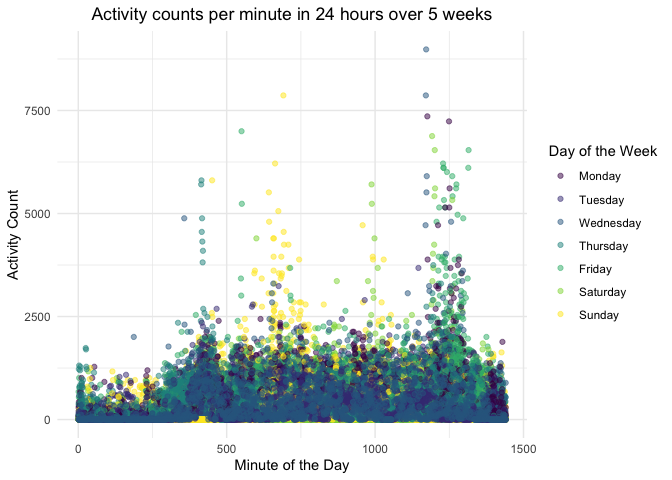 Activity counts per minute in 24 hours over 5 weeks
7500
5000
2500
0
Activity Count
0
500
1000
1500
Minute of the Day
Day of the Week
Monday
Tuesday
Wednesday
Thursday
Friday
Saturday
Sunday